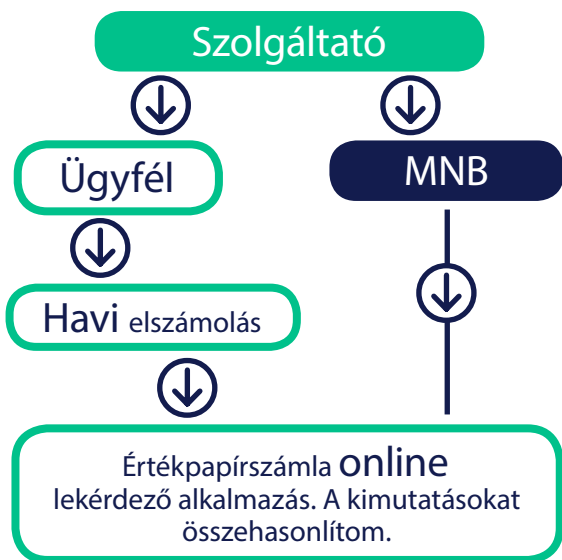 Szolgáltató
Ügyfél
MNB
Havi elszámolás
Értékpapírszámla online
lekérdező alkalmazás. A kimutatásokat
összehasonlítom.